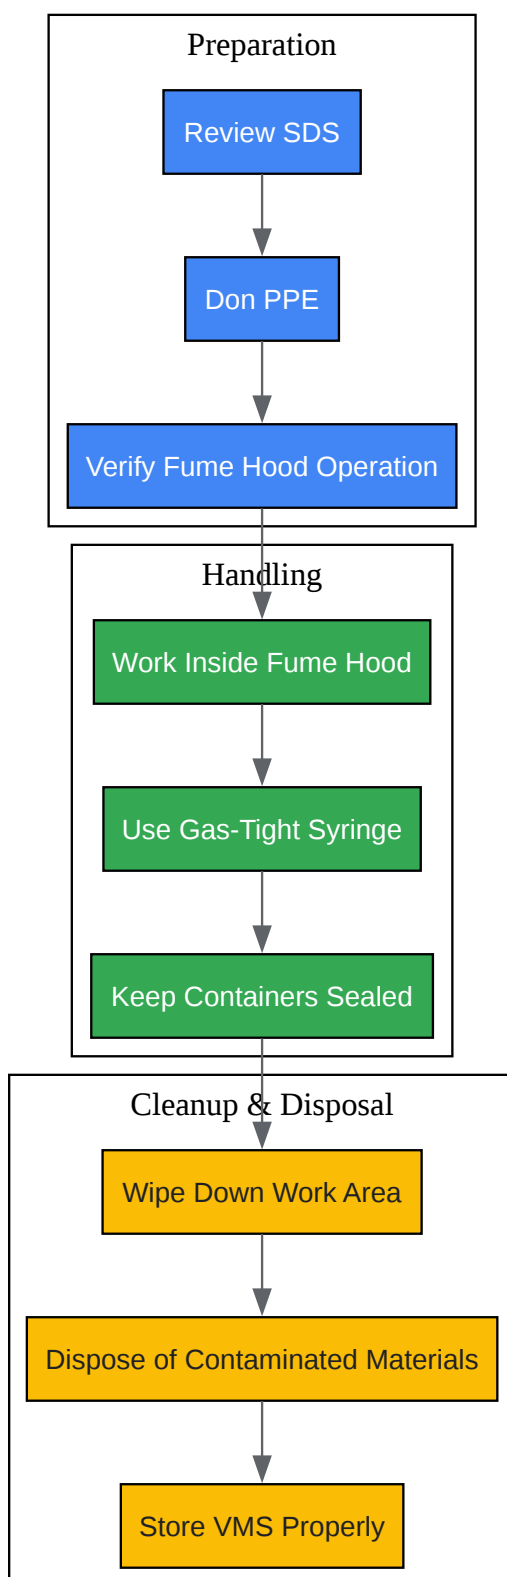 Preparation
Review SDS
Don PPE
Verify Fume Hood Operation
Handling
Work Inside Fume Hood
Use Gas-Tight Syringe
Keep Containers Sealed
Cleanup & Disposal
Wipe Down Work Area
Dispose of Contaminated Materials
Store VMS Properly